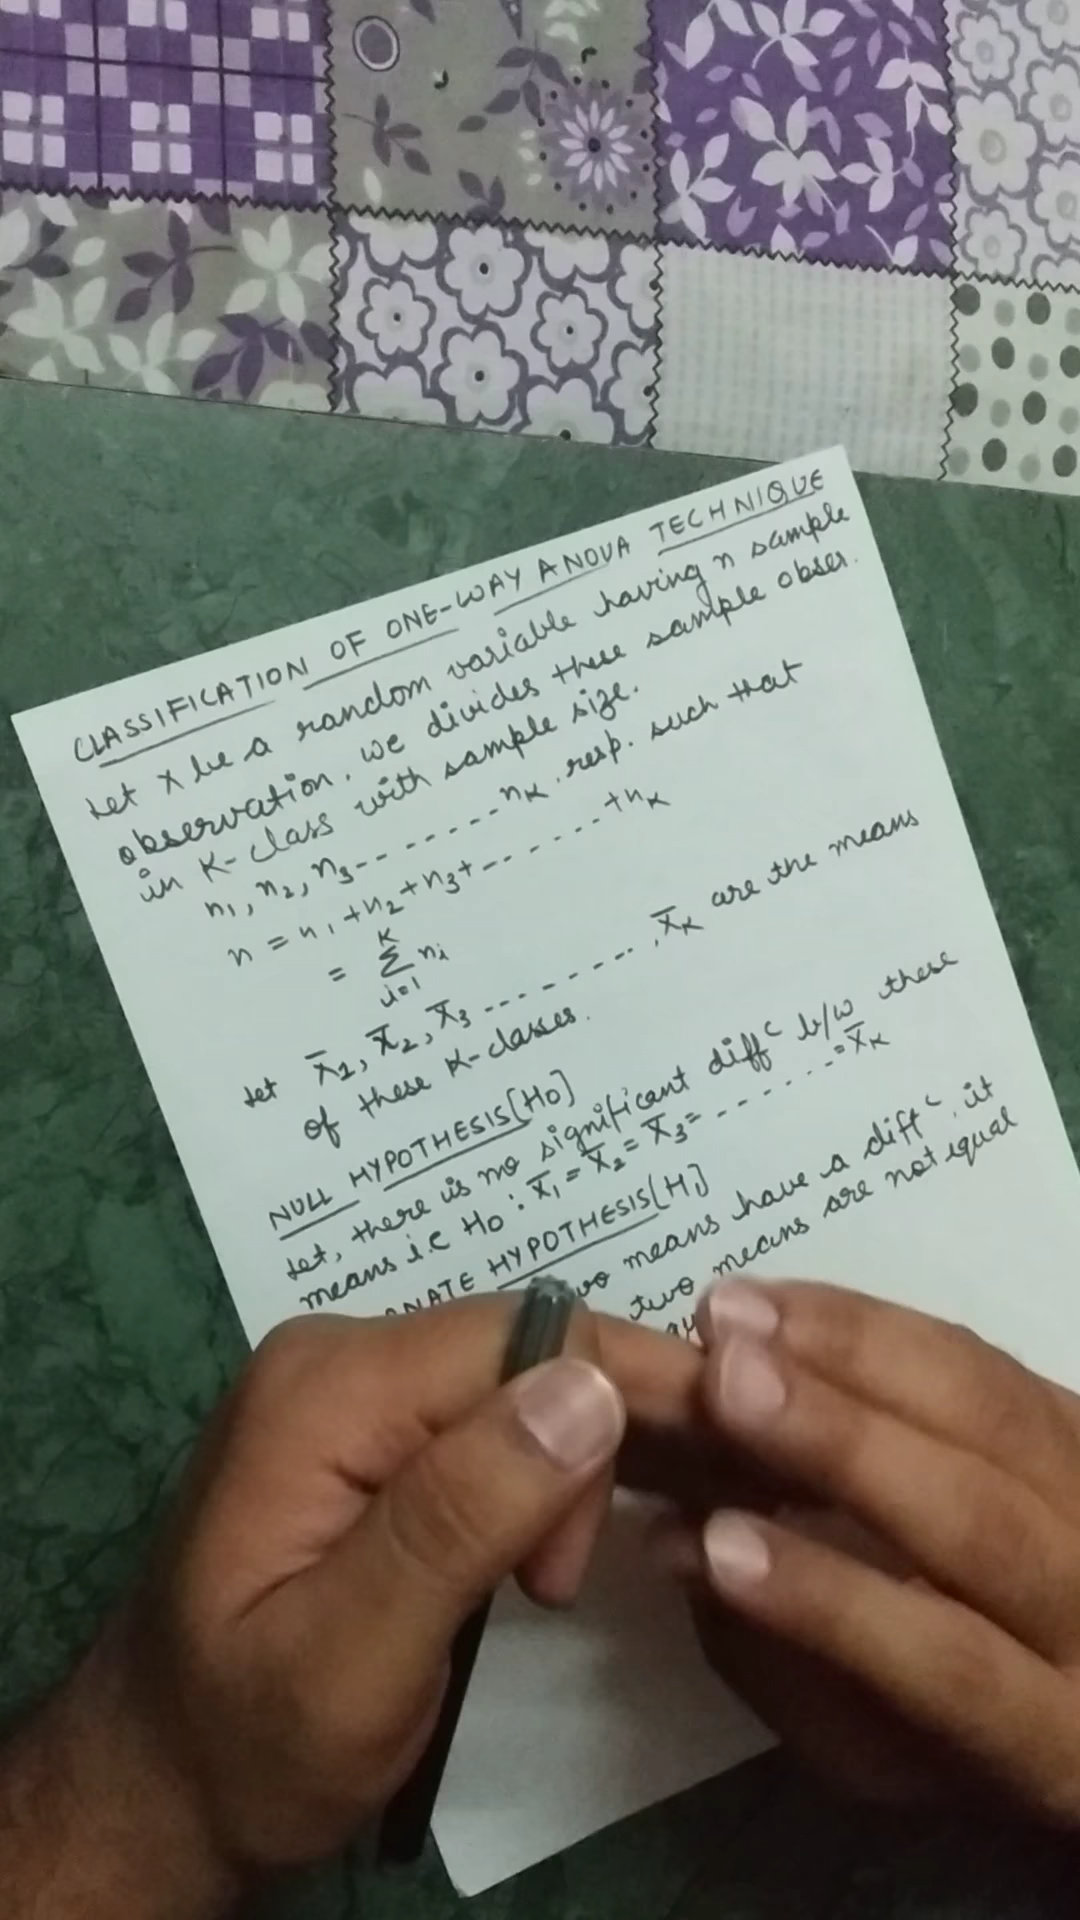 CLASSIFICATION OF ONE-WAY ANOVA TECHNIQUE
Let X be a random variable having n sample
observation. we divides these sample obser.
in K-class with sample size.
n1, n2, n3 ------- nK. resp. such that
n = n1 + n2 + n3 + ------ + nK
= K∑i=1 ni
Let X̄1, X̄2, X̄3 --------. X̄K are the means
of these K-classes.
NULL HYPOTHESIS[H0]
Let, there is no significant diffᶜ b/w these
means i.e H0 : X̄1 = X̄2 = X̄3 = ------ = X̄K
NATE HYPOTHESIS[H1]
means have a diffᶜ. it
two means are not equal